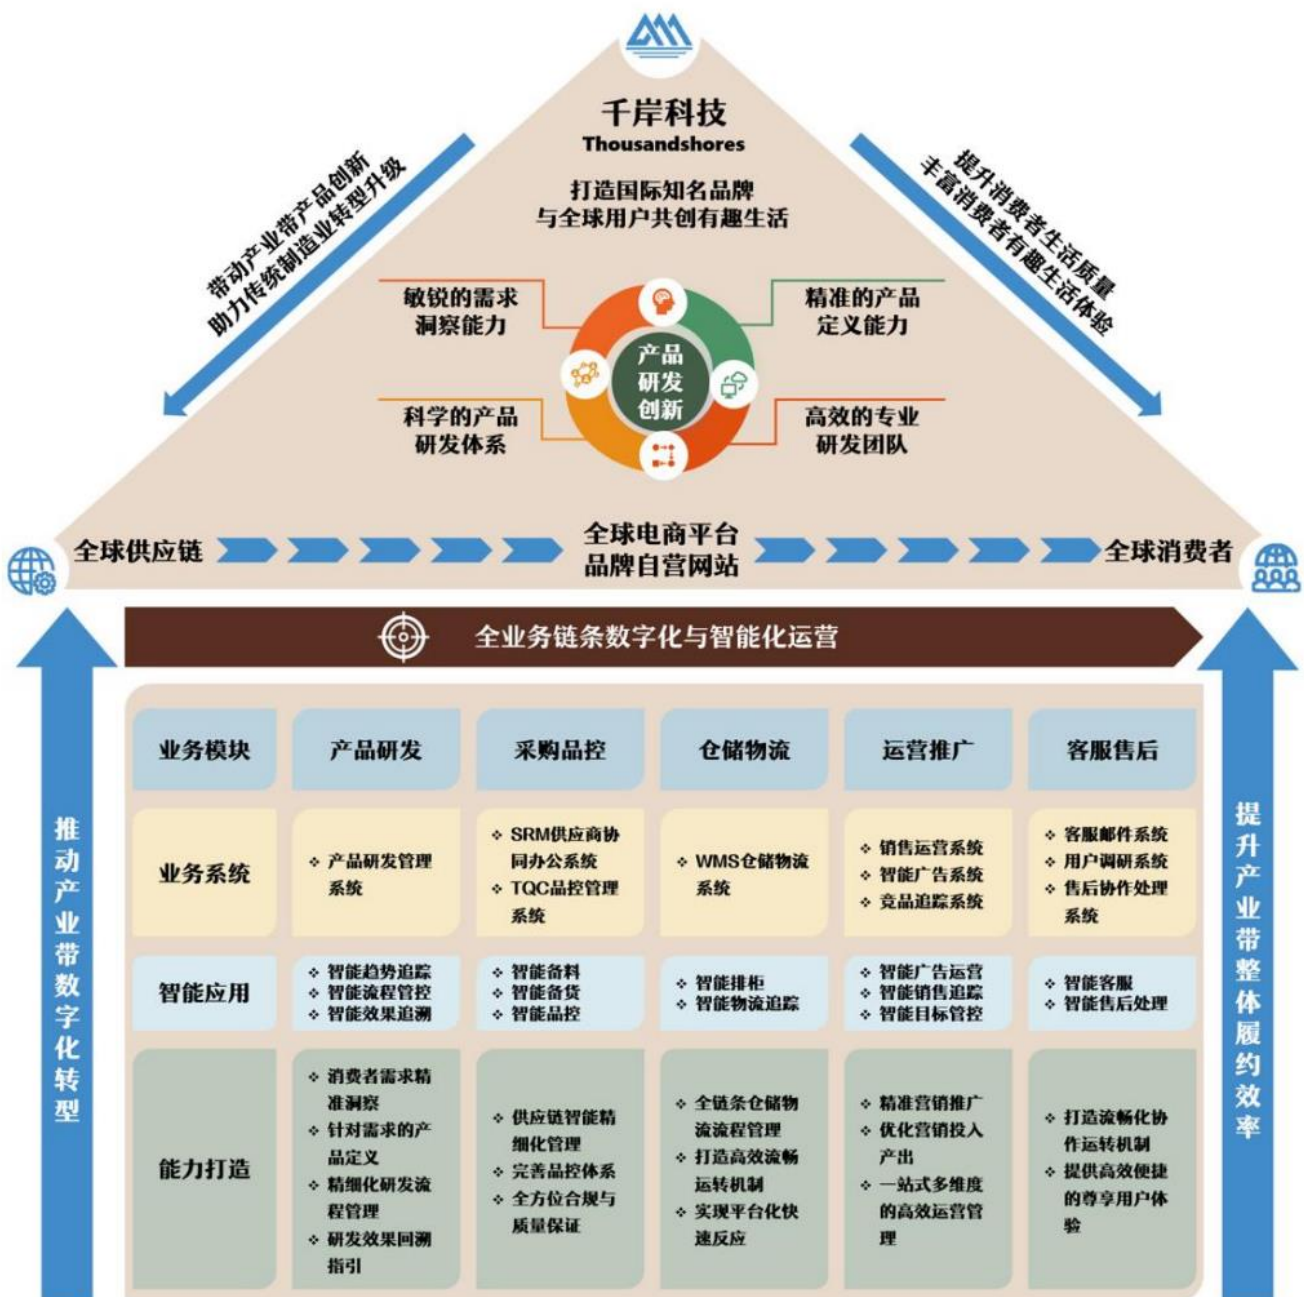 千岸科技
Thousandshores
打造国际知名品牌
与全球用户共创有趣生活
带动产业带产品创新
助力传统制造业转型升级
提升消费者生活质量
丰富消费者有趣生活体验
敏锐的需求
洞察能力
精准的产品
定义能力
产品
研发
创新
科学的产品
研发体系
高效的专业
研发团队
全球供应链
全球电商平台
品牌自营网站
全球消费者
全业务链条数字化与智能化运营
推动产业带数字化转型
提升产业带整体履约效率
业务模块
产品研发
采购品控
仓储物流
运营推广
客服售后
业务系统
❖ 产品研发管理
系统
❖ SRM供应商协
同办公系统
❖ TQC品控管理
系统
❖ WMS仓储物流
系统
❖ 销售运营系统
❖ 智能广告系统
❖ 竞品追踪系统
❖ 客服邮件系统
❖ 用户调研系统
❖ 售后协作处理
系统
智能应用
❖ 智能趋势追踪
❖ 智能流程管控
❖ 智能效果追溯
❖ 智能备料
❖ 智能备货
❖ 智能品控
❖ 智能排柜
❖ 智能物流追踪
❖ 智能广告运营
❖ 智能销售追踪
❖ 智能目标管控
❖ 智能客服
❖ 智能售后处理
能力打造
❖ 消费者需求精
准洞察
❖ 针对需求的产
品定义
❖ 精细化研发流
程管理
❖ 研发效果回溯
指引
❖ 供应链智能精
细化管理
❖ 完善品控体系
❖ 全方位合规与
质量保证
❖ 全链条仓储物
流流程管理
❖ 打造高效流畅
运转机制
❖ 实现平台化快
速反应
❖ 精准营销推广
❖ 优化营销投入
产出
❖ 一站式多维度
的高效运营管
理
❖ 打造流畅化协
作运转机制
❖ 提供高效便捷
的尊享用户体
验